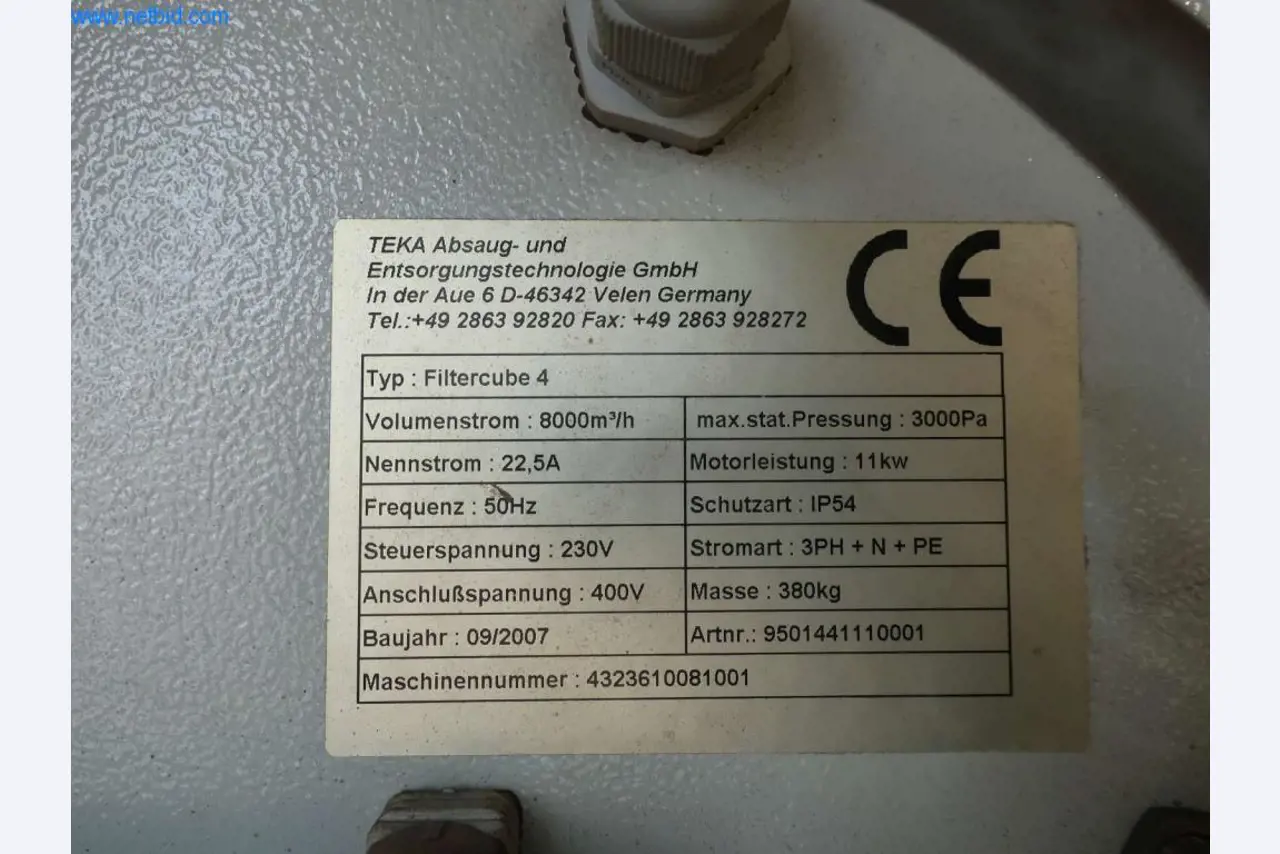 www.netbid.com
TEKA Absaug- und
Entsorgungstechnologie GmbH
In der Aue 6 D-46342 Velen Germany
Tel.:+49 2863 92820 Fax: +49 2863 928272
CE
Typ : Filtercube 4
Volumenstrom : 8000m³/h max.stat.Pressung : 3000Pa
Nennstrom : 22,5A Motorleistung : 11kw
Frequenz : 50Hz Schutzart : IP54
Steuerspannung : 230V Stromart : 3PH + N + PE
Anschlußspannung : 400V Masse : 380kg
Baujahr : 09/2007 Artnr.: 9501441110001
Maschinennummer : 4323610081001